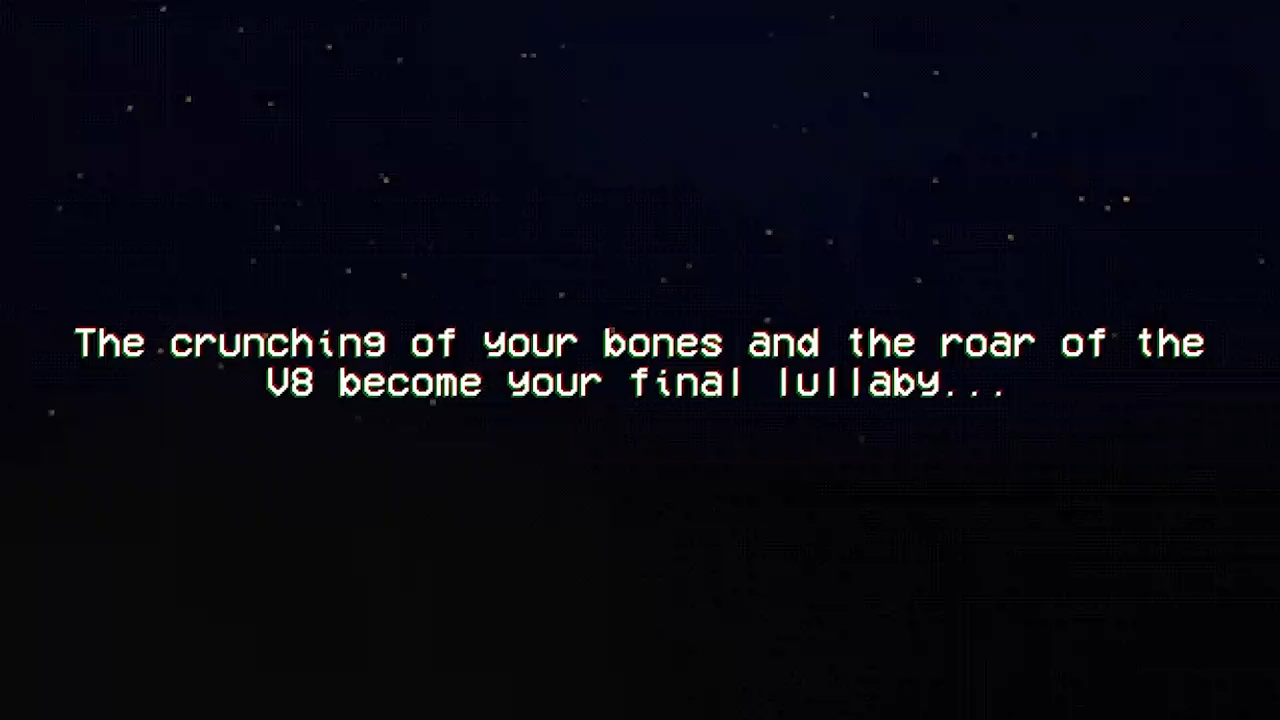 The crunching of your bones and the roar of the
V8 become your final lullaby...